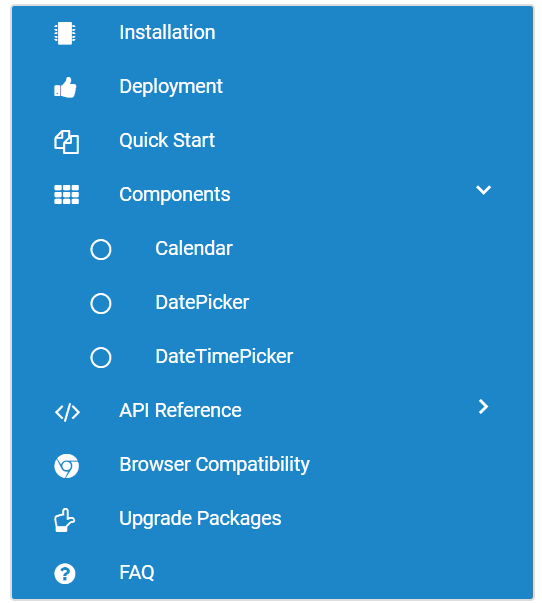 Installation
Deployment
Quick Start
Components
Calendar
DatePicker
DateTimePicker
API Reference
Browser Compatibility
Upgrade Packages
FAQ